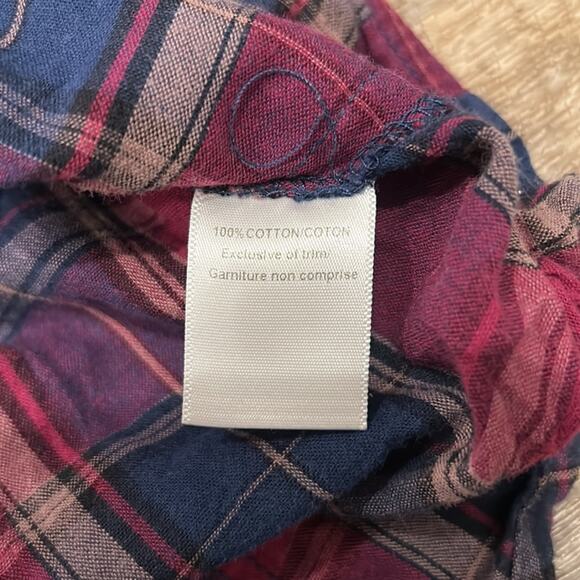 100% COTTON/COTON
Exclusive of trim/
Garniture non comprise